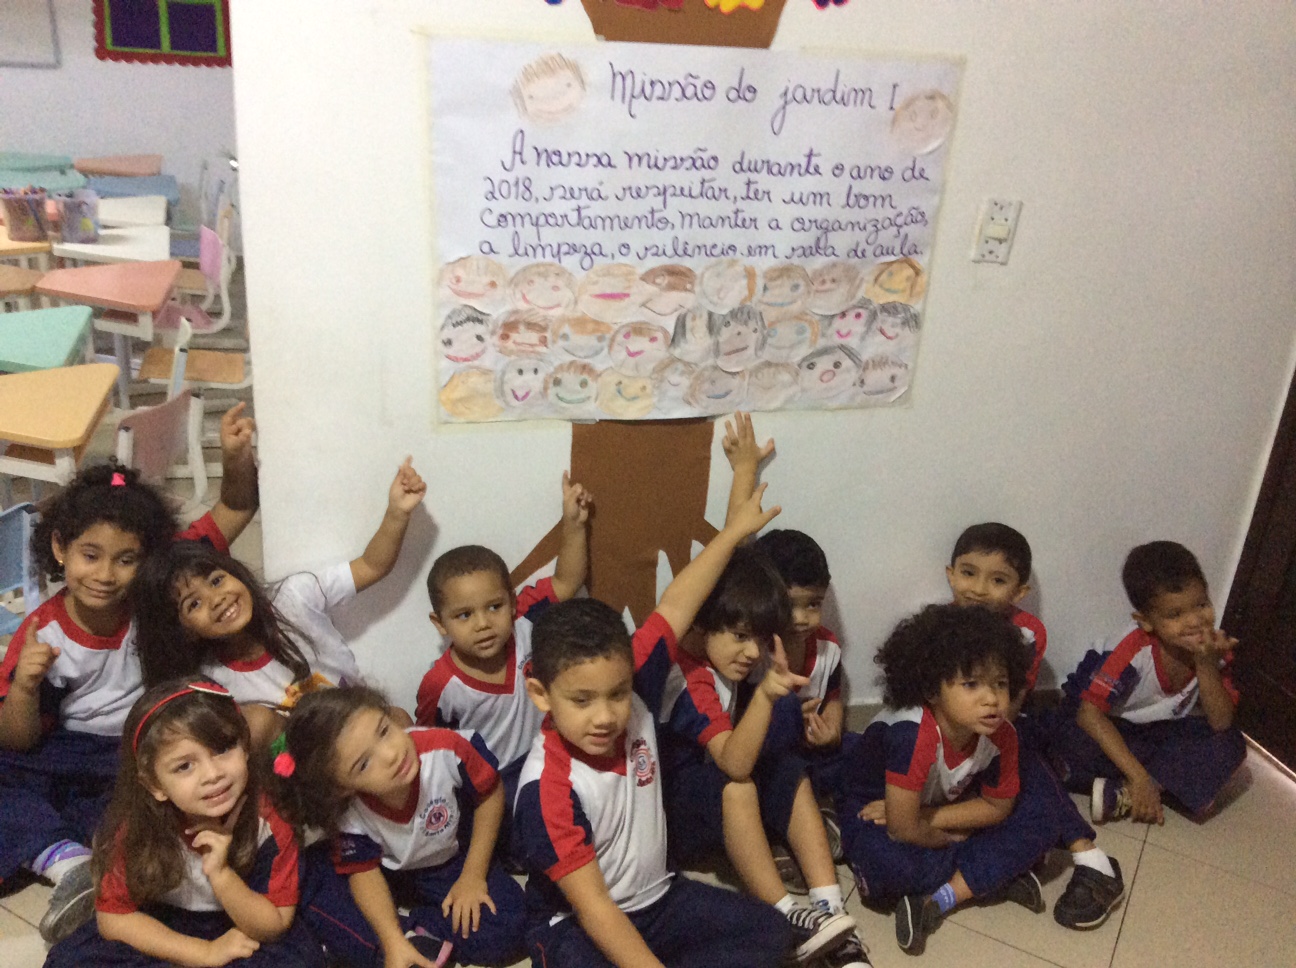 Missão do jardim I
A nossa missão durante o ano de
2018, será respeitar, ter um bom
comportamento, manter a organização,
a limpeza, o silêncio em sala de aula.
Colégio